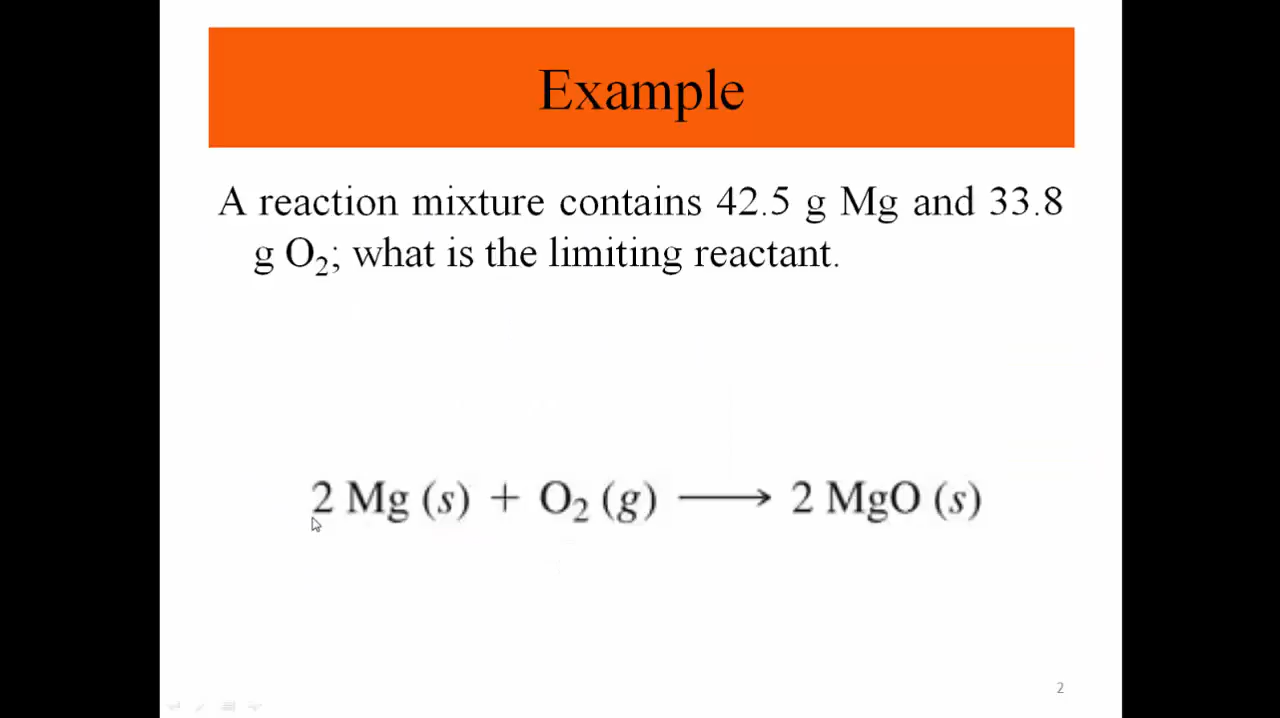 Example
A reaction mixture contains 42.5 g Mg and 33.8
g O₂; what is the limiting reactant.
2 Mg (s) + O₂ (g) ⟶ 2 MgO (s)
2